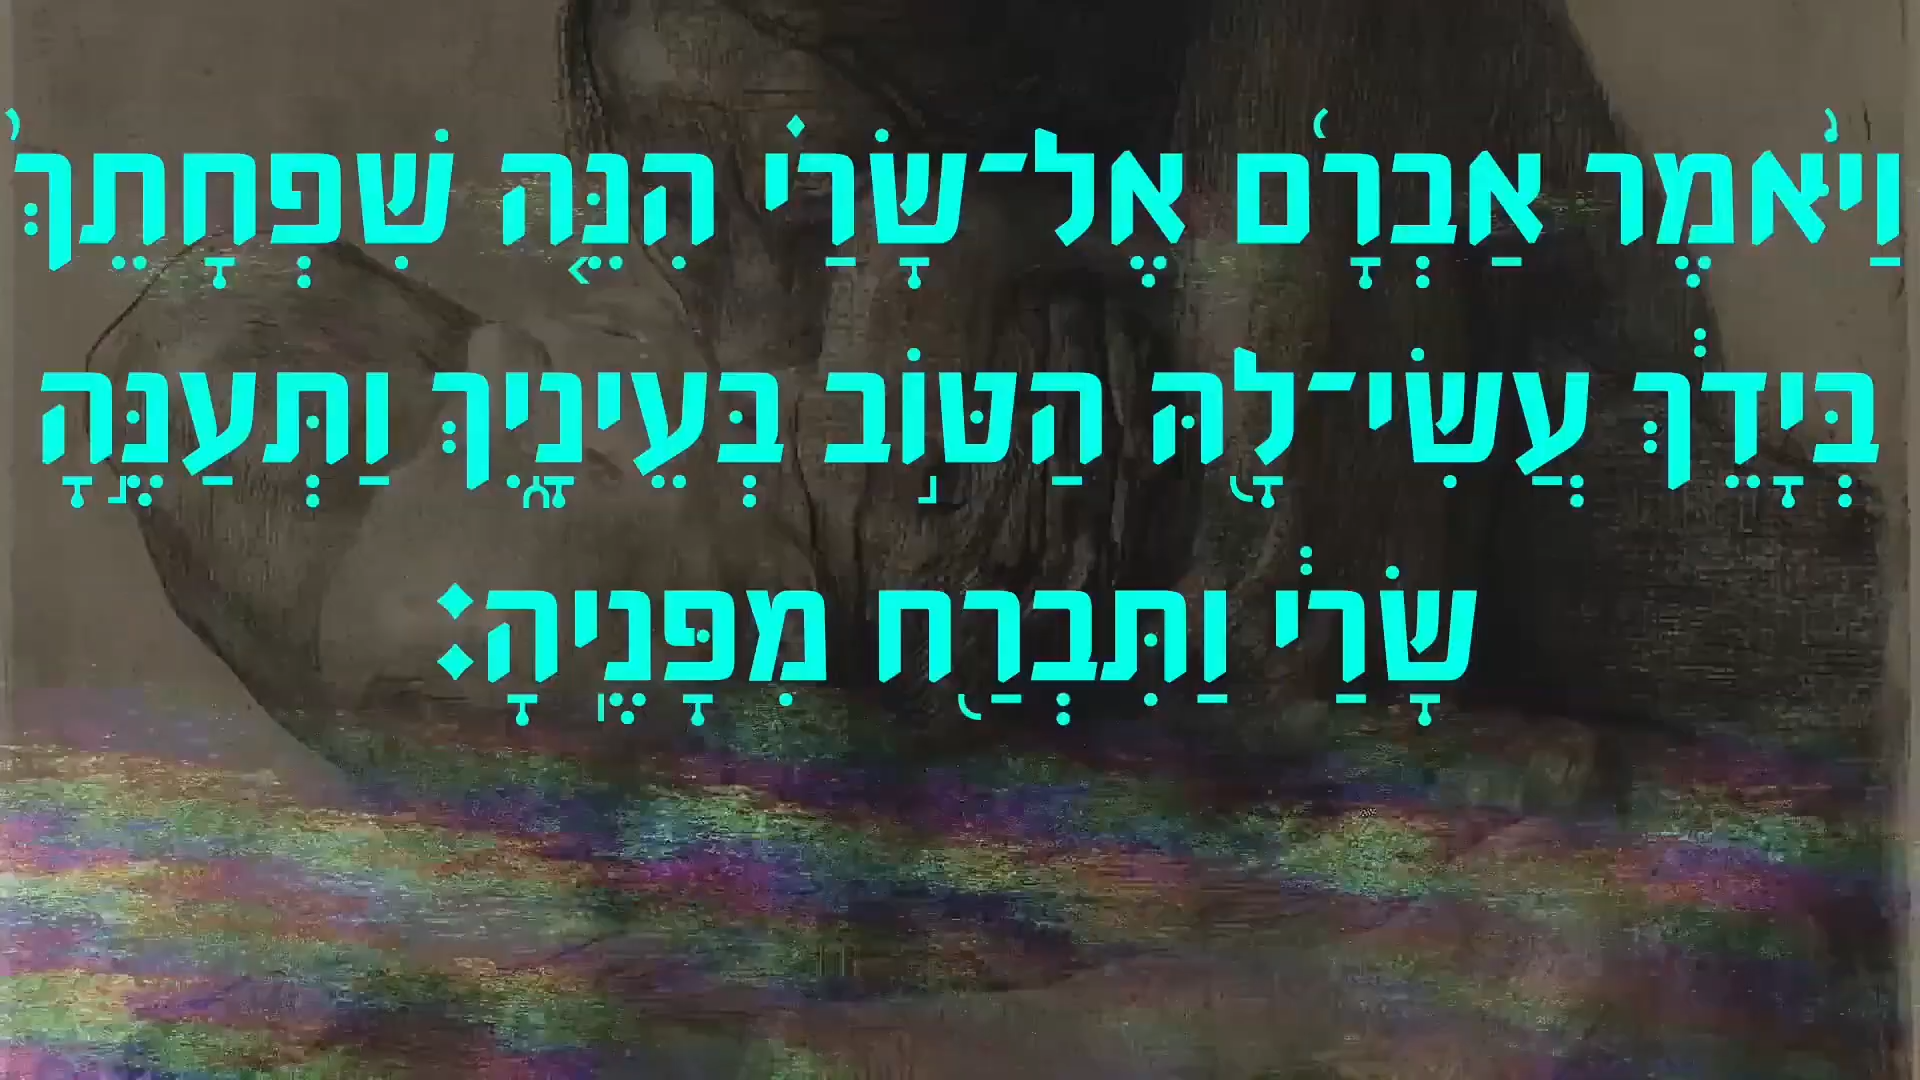 וַיֹּ֨אמֶר אַבְרָ֜ם אֶל־שָׂרַ֗י הִנֵּ֤ה שִׁפְחָתֵךְ֙
בְּיָדֵ֔ךְ עֲשִׂי־לָ֖הּ הַטּ֣וֹב בְּעֵינָ֑יִךְ וַתְּעַנֶּ֣הָ
שָׂרַ֔י וַתִּבְרַ֖ח מִפָּנֶֽיהָ׃